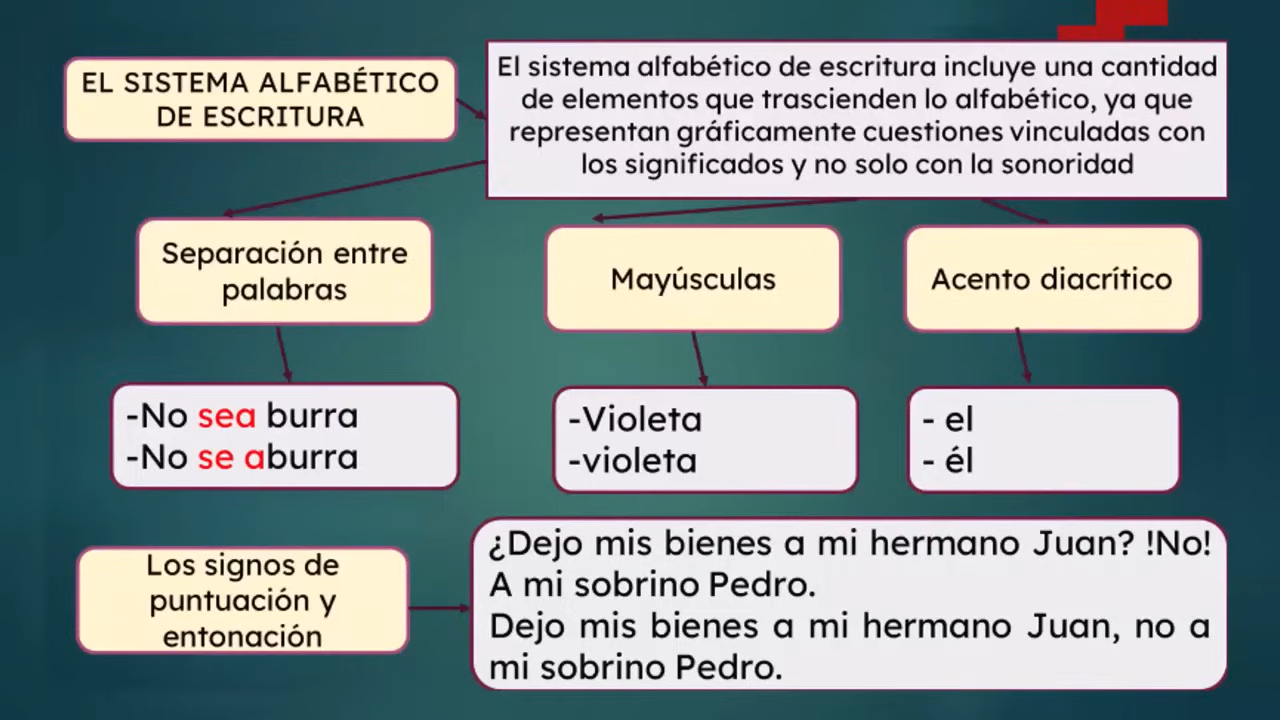 EL SISTEMA ALFABÉTICO
DE ESCRITURA
El sistema alfabético de escritura incluye una cantidad
de elementos que trascienden lo alfabético, ya que
representan gráficamente cuestiones vinculadas con
los significados y no solo con la sonoridad
Separación entre
palabras
Mayúsculas
Acento diacrítico
-No sea burra
-No se aburra
-Violeta
-violeta
- el
- él
Los signos de
puntuación y
entonación
¿Dejo mis bienes a mi hermano Juan? !No!
A mi sobrino Pedro.
Dejo mis bienes a mi hermano Juan, no a
mi sobrino Pedro.